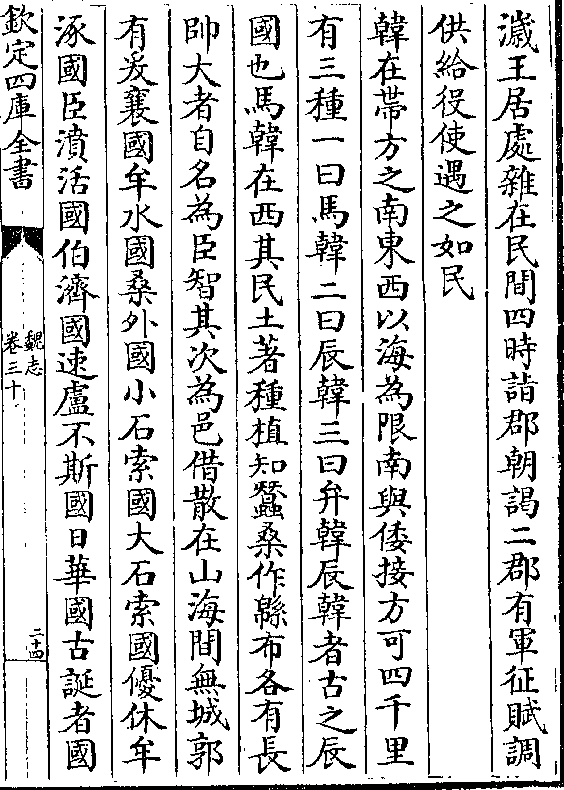 濊王居處雜在民間四時詣郡朝謁二郡有軍征賦調
供給役使遇之如民
韓在帶方之南東西以海為限南與倭接方可四千里
有三種一曰馬韓二曰辰韓三曰弁韓辰韓者古之辰
國也馬韓在西其民土著種植知蠶桑作緜布各有長
帥大者自名為臣智其次為邑借散在山海間無城郭
有爰襄國牟水國桑外國小石索國大石索國優休牟
涿國臣濆活國伯濟國速盧不斯國日華國古誕者國
欽定四庫全書
魏志
卷三十
二十四